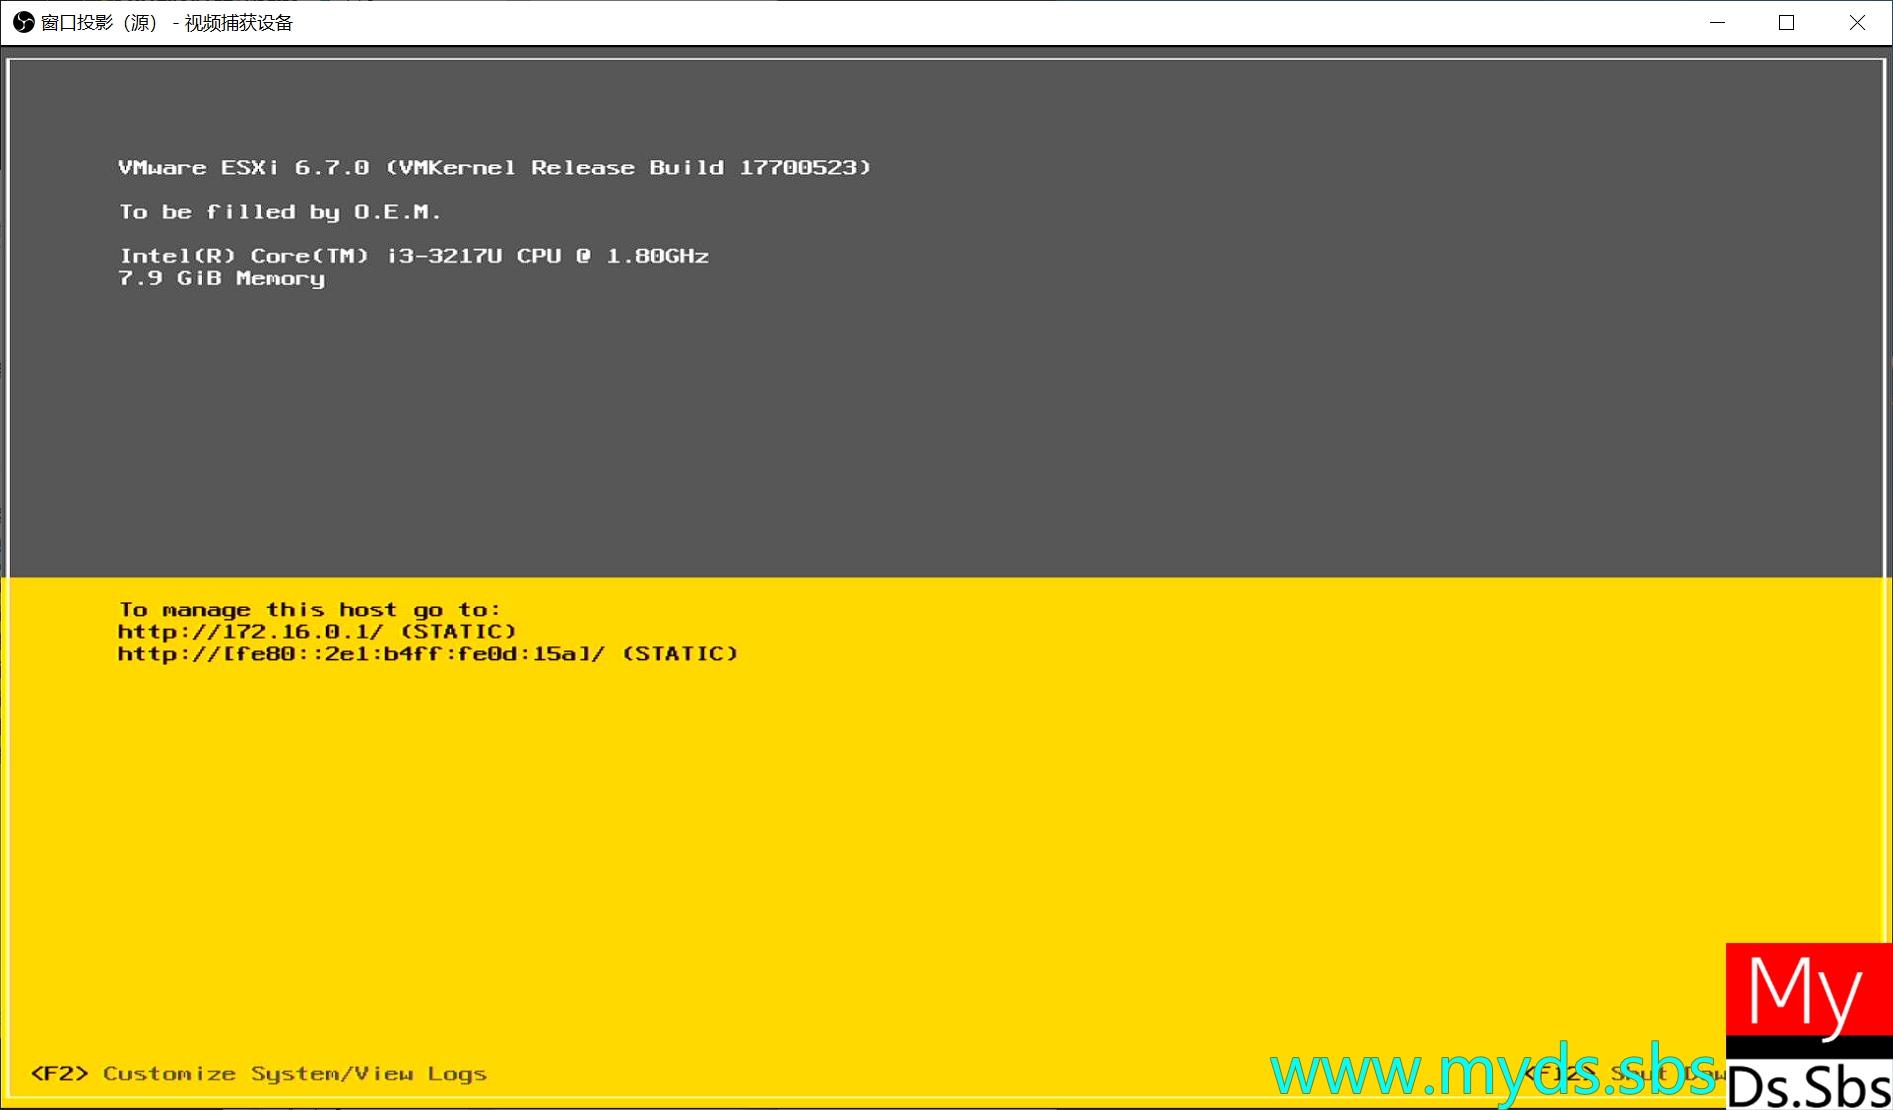 窗口投影（源） - 视频捕获设备
VMware ESXi 6.7.0 (VMKernel Release Build 17700523)
To be filled by O.E.M.
Intel(R) Core(TM) i3-3217U CPU @ 1.80GHz
7.9 GiB Memory
To manage this host go to:
http://172.16.0.1/ (STATIC)
http://[fe80::2e1:b4ff:fe0d:15a]/ (STATIC)
<F2> Customize System/View Logs
<F12> Shut Dow
www.myds.sbs
My
Ds.Sbs